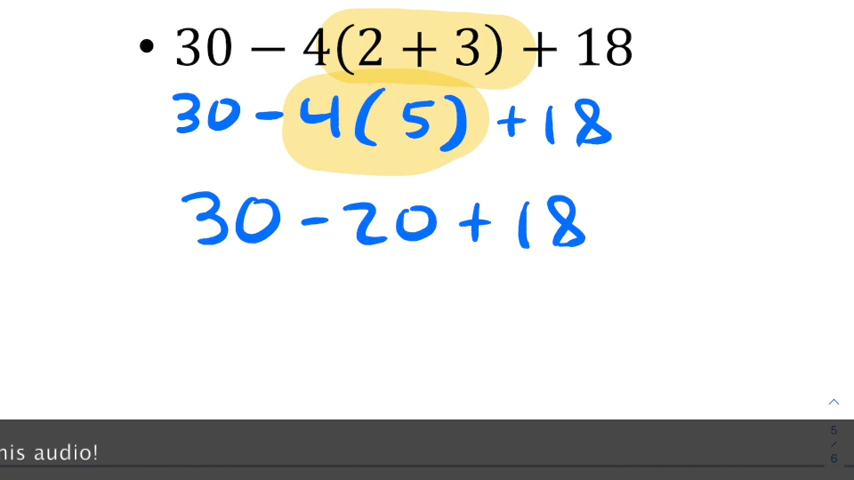 • 30 − 4(2 + 3) + 18
30 - 4(5) + 18
30 - 20 + 18
his audio!
5
/
6